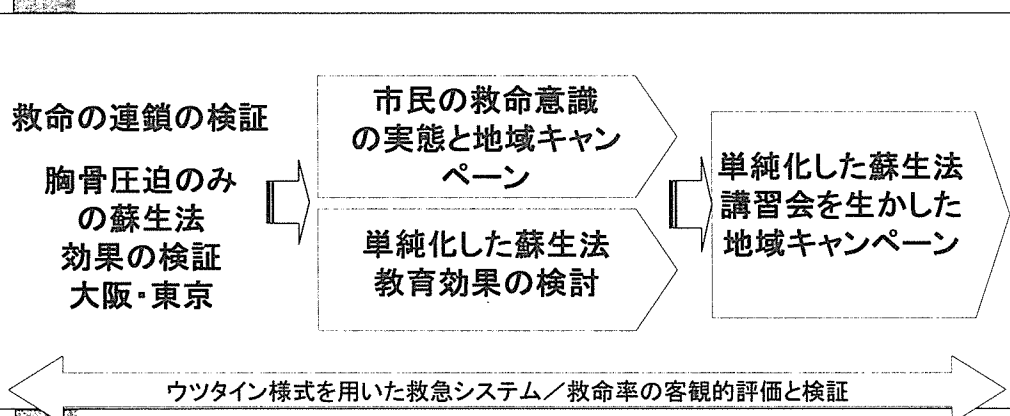 救命の連鎖の検証
胸骨圧迫のみ
の蘇生法
効果の検証
大阪・東京
市民の救命意識
の実態と地域キャン
ペーン
単純化した蘇生法
教育効果の検討
単純化した蘇生法
講習会を生かした
地域キャンペーン
ウツタイン様式を用いた救急システム／救命率の客観的評価と検証